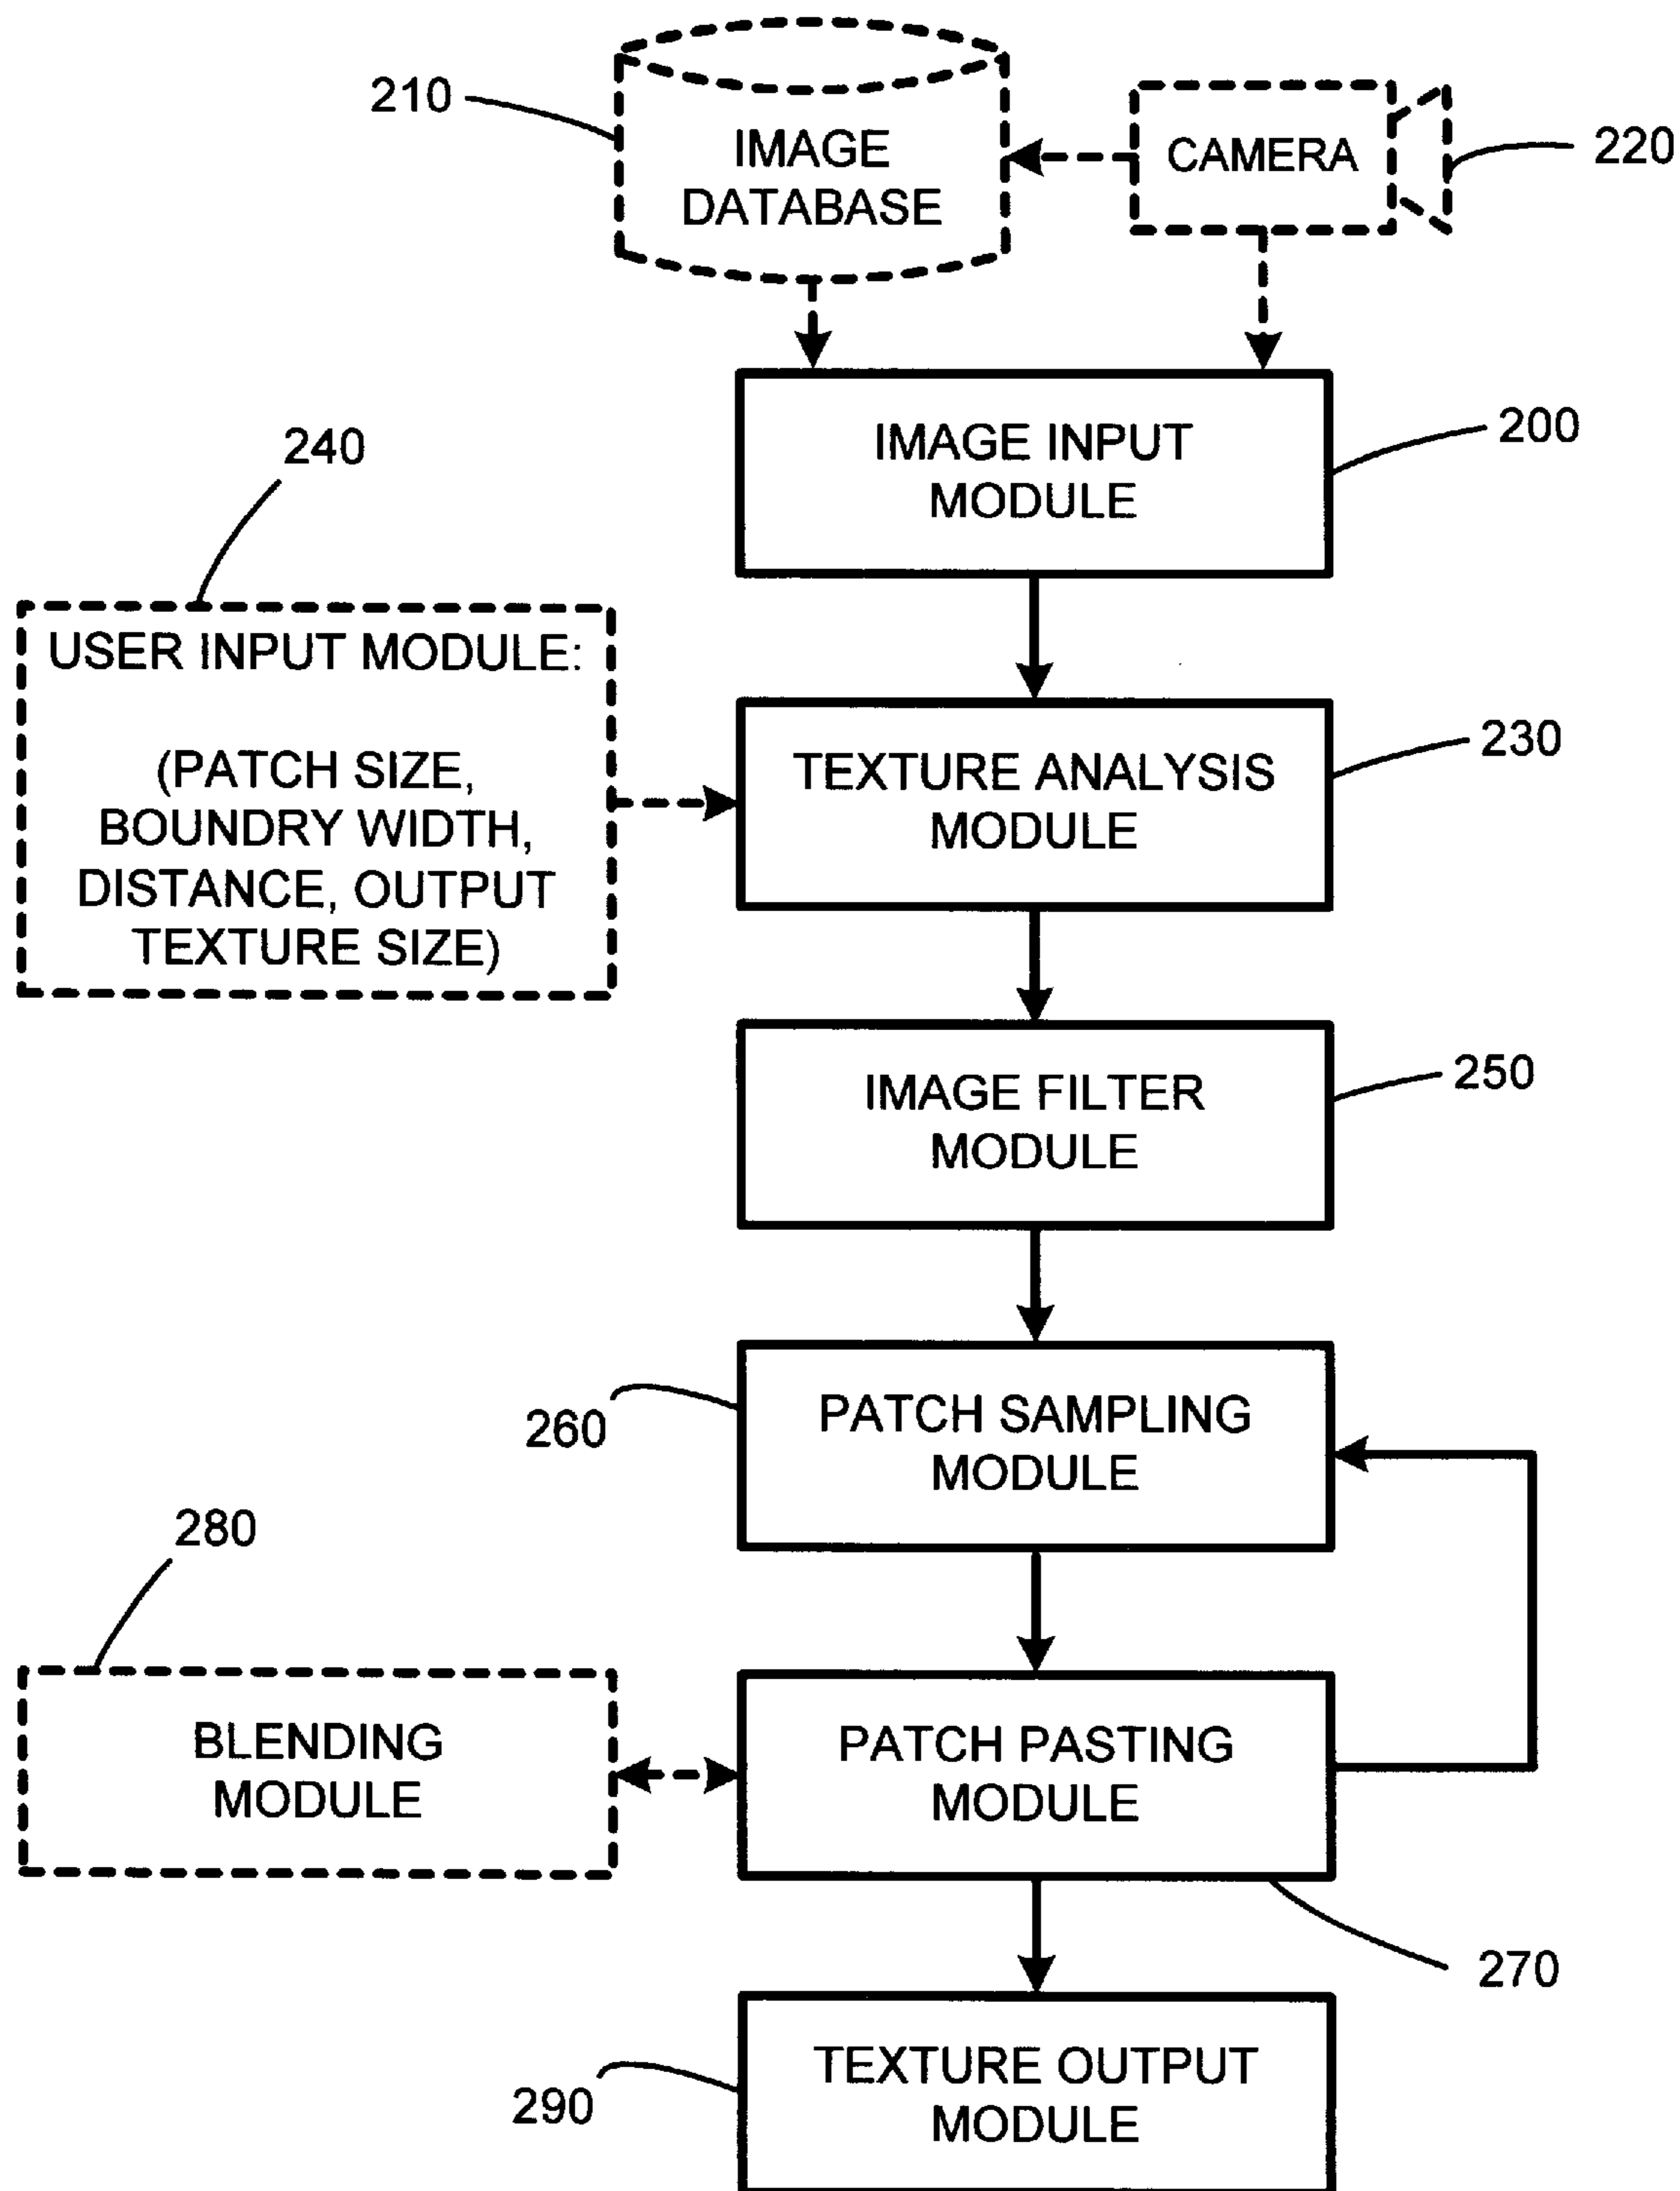 210
IMAGE
DATABASE
CAMERA
220
IMAGE INPUT
MODULE
200
240
USER INPUT MODULE:
(PATCH SIZE,
BOUNDRY WIDTH,
DISTANCE, OUTPUT
TEXTURE SIZE)
TEXTURE ANALYSIS
MODULE
230
IMAGE FILTER
MODULE
250
260
PATCH SAMPLING
MODULE
280
BLENDING
MODULE
PATCH PASTING
MODULE
270
290
TEXTURE OUTPUT
MODULE